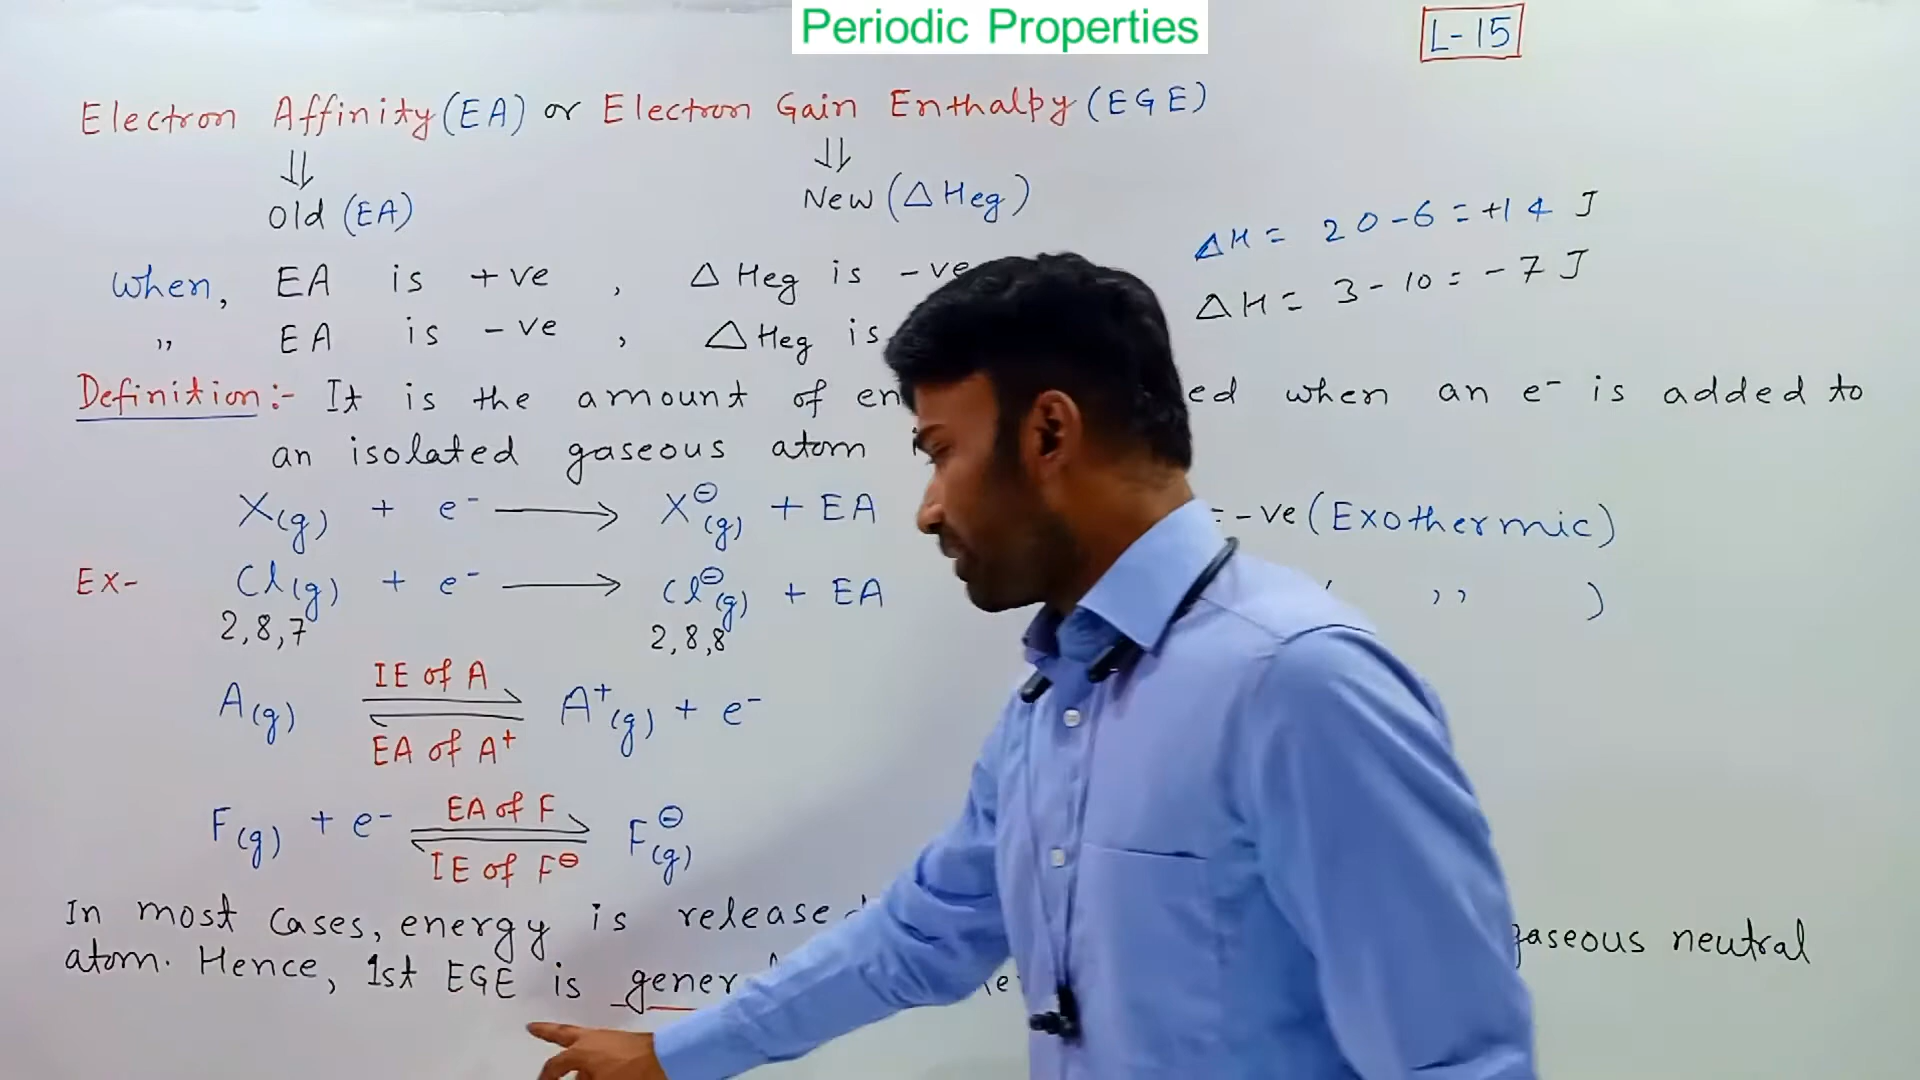 Periodic Properties
L-15
Electron Affinity (EA) or Electron Gain Enthalpy (EGE)
⇓ ⇓
Old (EA) New (ΔHeg)
ΔH = 20-6 = +14 J
When, EA is +ve , ΔHeg is -ve
ΔH = 3-10 = -7 J
,, EA is -ve , ΔHeg is
Definition:- It is the amount of ed when an e⁻ is added to
an isolated gaseous atom
X(g) + e⁻ ⟶ X⊖(g) + EA = -ve (Exothermic)
Ex- Cl(g) + e⁻ ⟶ Cl⊖(g) + EA ,, )
2,8,7 2,8,8
IE of A
A(g) ⇌ A⁺(g) + e⁻
EA of A⁺
EA of F
F(g) + e⁻ ⇌ F⊖(g)
IE of F⊖
In most cases, energy is release gaseous neutral
atom. Hence, 1st EGE is gener